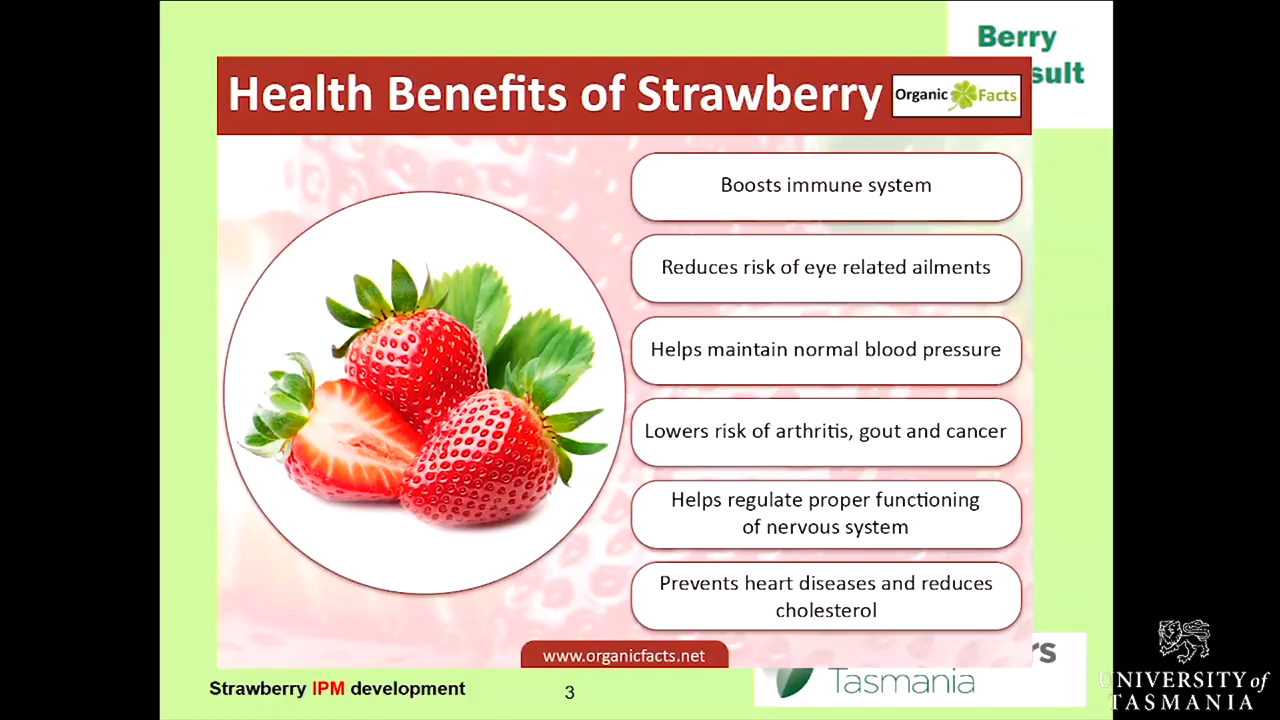 Berry
sult
Health Benefits of Strawberry
Organic Facts
Boosts immune system
Reduces risk of eye related ailments
Helps maintain normal blood pressure
Lowers risk of arthritis, gout and cancer
Helps regulate proper functioning
of nervous system
Prevents heart diseases and reduces
cholesterol
www.organicfacts.net
rs
Tasmania
Strawberry IPM development
3
UNIVERSITY of
TASMANIA